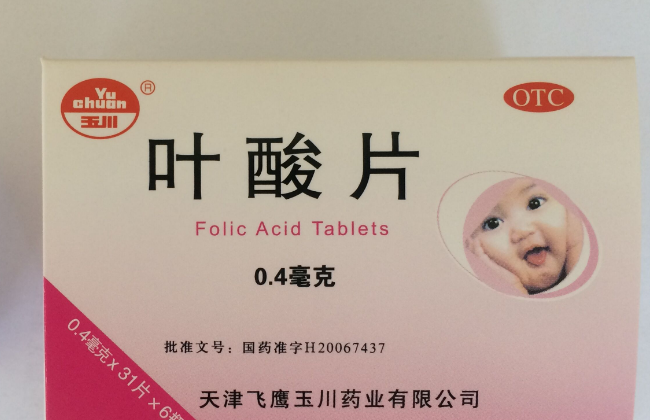 Yu
chuan
玉川
®
OTC
叶酸片
Folic Acid Tablets
0.4毫克
批准文号：国药准字H20067437
0.4毫克×31片×6瓶
天津飞鹰玉川药业有限公司